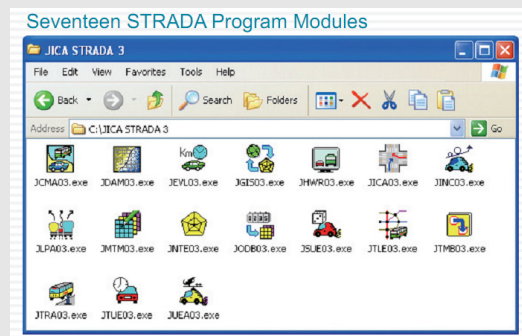 Seventeen STRADA Program Modules
JICA STRADA 3
File Edit View Favorites Tools Help
Back Search Folders
Address C:\JICA STRADA 3 Go
Km
JCMA03.exe JDAM03.exe JEVL03.exe JGIS03.exe JHWR03.exe JICA03.exe JINC03.exe
JLPA03.exe JMTM03.exe JNTE03.exe JODB03.exe JSUE03.exe JTLE03.exe JTMB03.exe
JTRA03.exe JTUE03.exe JUEA03.exe